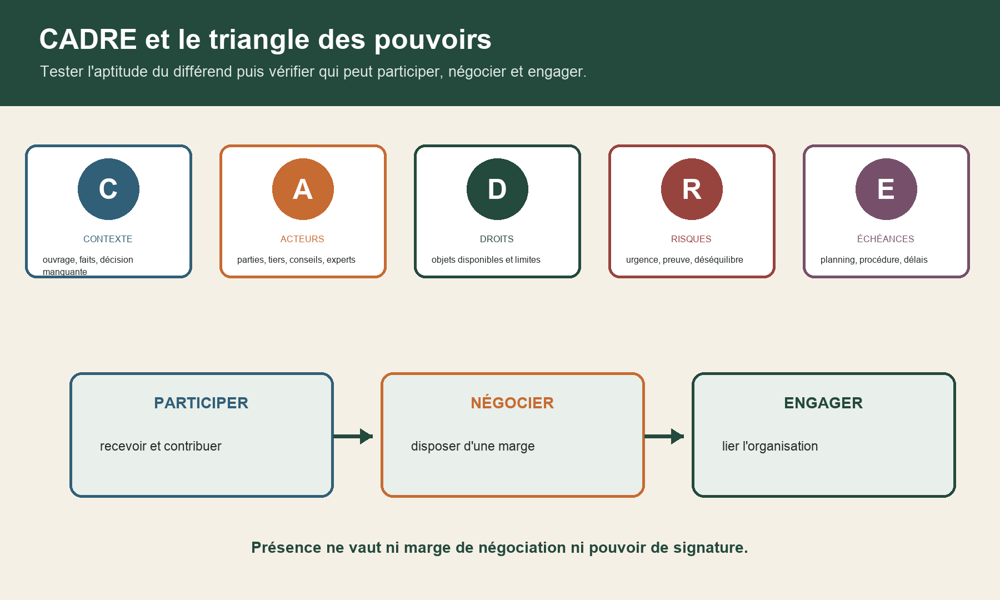 CADRE et le triangle des pouvoirs
Tester l'aptitude du différend puis vérifier qui peut participer, négocier et engager.
C
CONTEXTE
ouvrage, faits, décision
manquante
A
ACTEURS
parties, tiers, conseils, experts
D
DROITS
objets disponibles et limites
R
RISQUES
urgence, preuve, déséquilibre
E
ÉCHÉANCES
planning, procédure, délais
PARTICIPER
recevoir et contribuer
NÉGOCIER
disposer d'une marge
ENGAGER
lier l'organisation
Présence ne vaut ni marge de négociation ni pouvoir de signature.